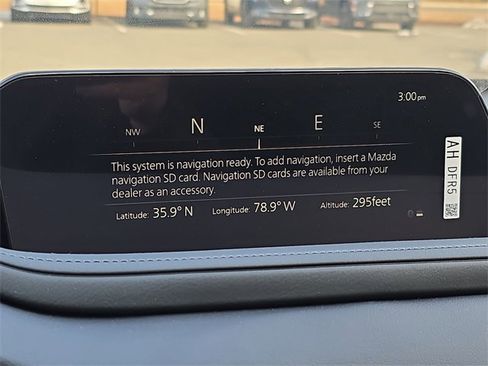 3:00 pm
N E
NW NE SE
This system is navigation ready. To add navigation, insert a Mazda
navigation SD card. Navigation SD cards are available from your
dealer as an accessory.
Latitude: 35.9° N Longitude: 78.9° W Altitude: 295feet
AH DFR5